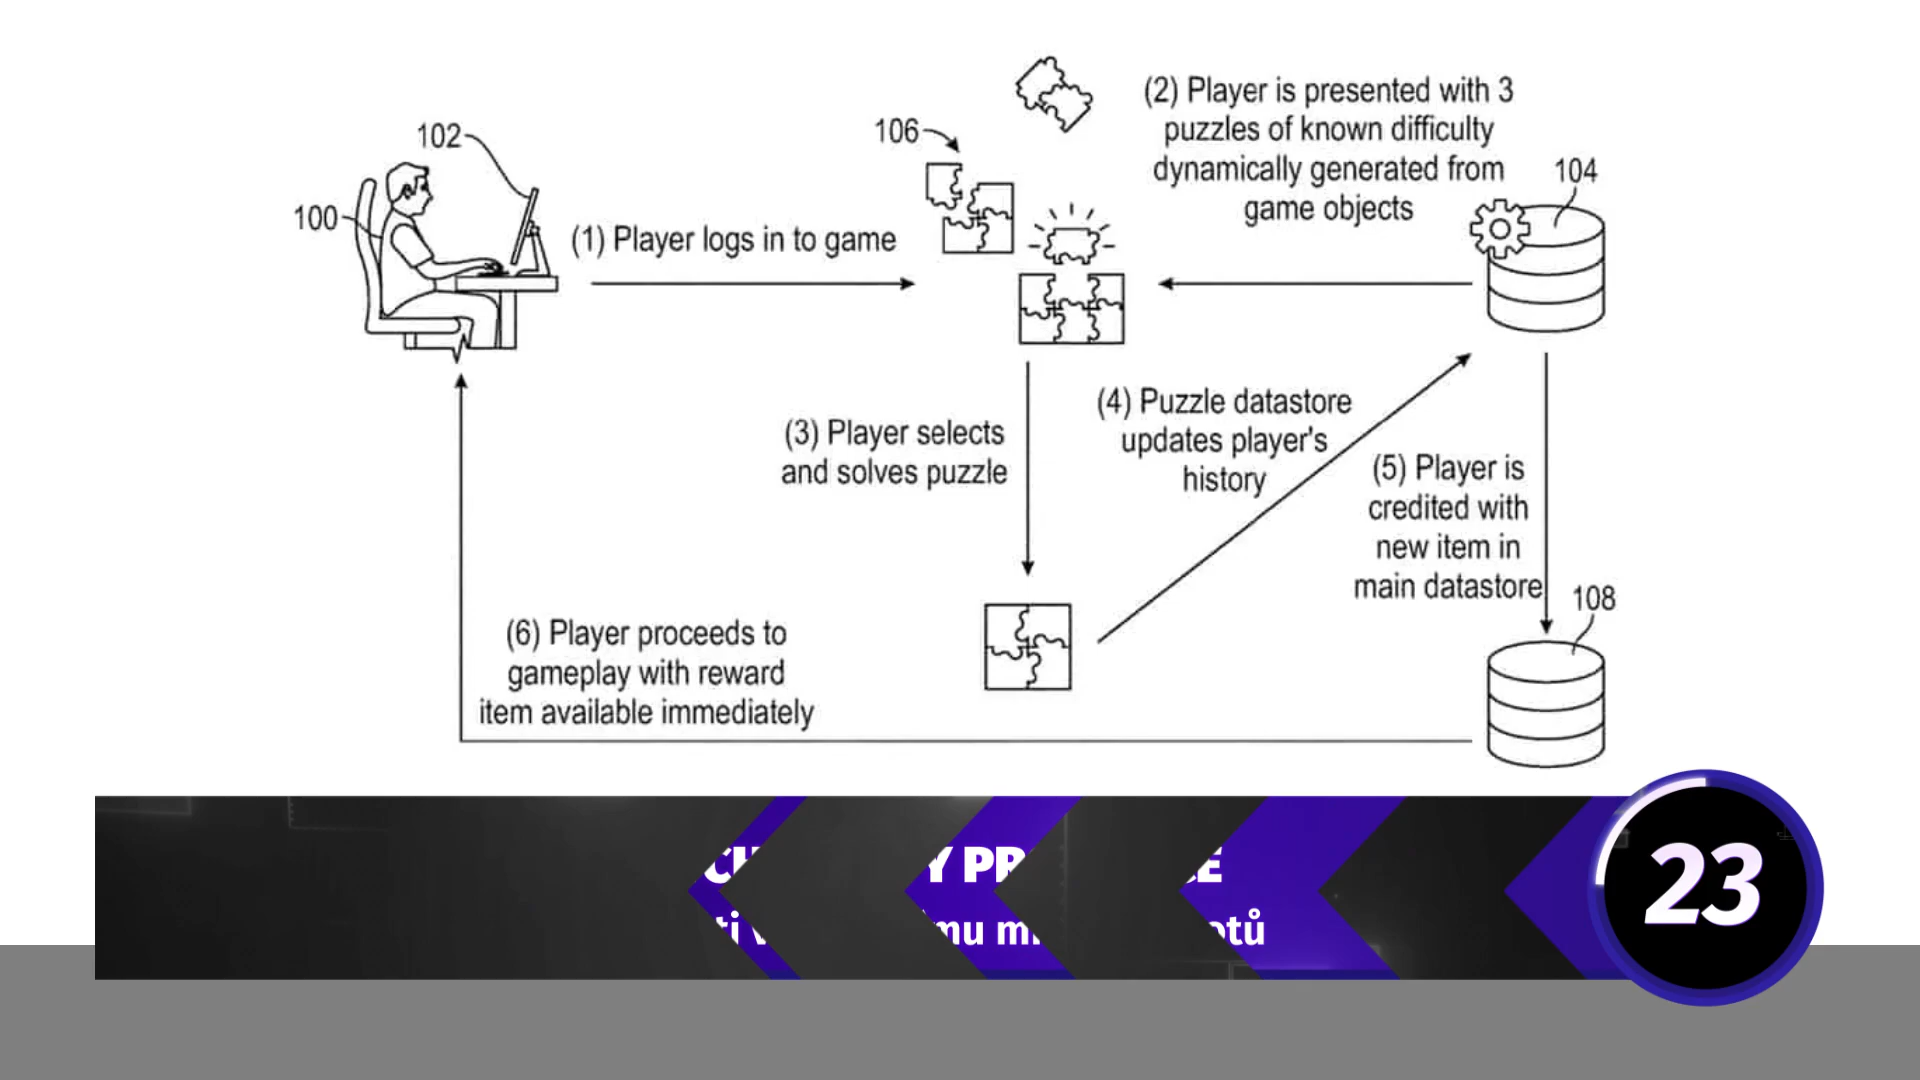 (2) Player is presented with 3
puzzles of known difficulty
dynamically generated from
game objects
106
102
104
100
(1) Player logs in to game
(3) Player selects
and solves puzzle
(4) Puzzle datastore
updates player's
history
(5) Player is
credited with
new item in
main datastore
108
(6) Player proceeds to
gameplay with reward
item available immediately
23